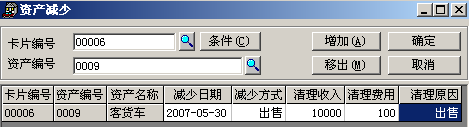 资产减少
卡片编号 00006 条件(C) 增加(A) 确定
资产编号 0009 移出(M) 取消
卡片编号 资产编号 资产名称 减少日期 减少方式 清理收入 清理费用 清理原因
00006 0009 客货车 2007-05-30 出售 10000 100 出售